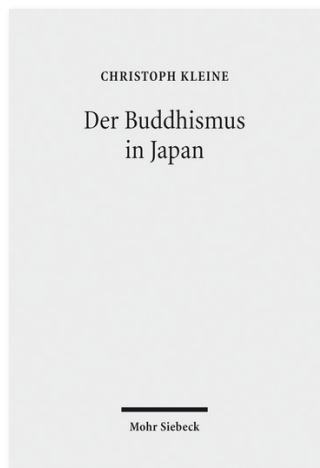 CHRISTOPH KLEINE
Der Buddhismus
in Japan
Mohr Siebeck